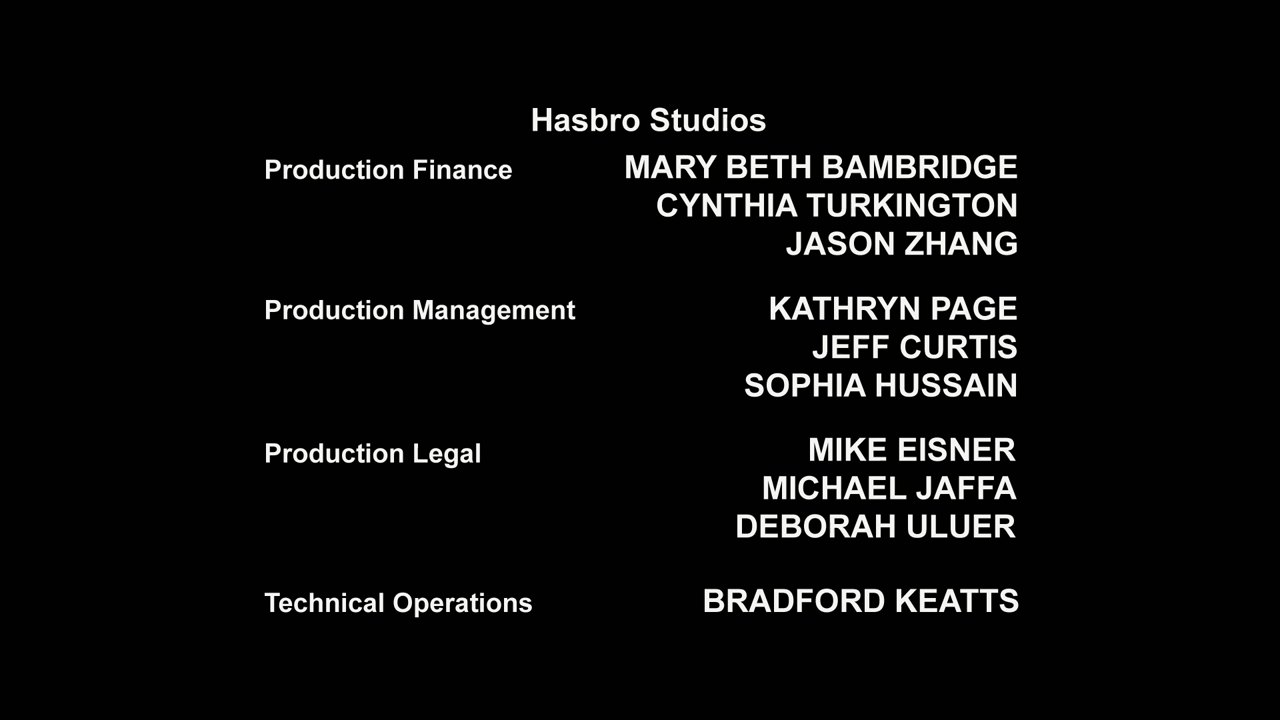 Hasbro Studios
Production Finance MARY BETH BAMBRIDGE
CYNTHIA TURKINGTON
JASON ZHANG
Production Management KATHRYN PAGE
JEFF CURTIS
SOPHIA HUSSAIN
Production Legal MIKE EISNER
MICHAEL JAFFA
DEBORAH ULUER
Technical Operations BRADFORD KEATTS